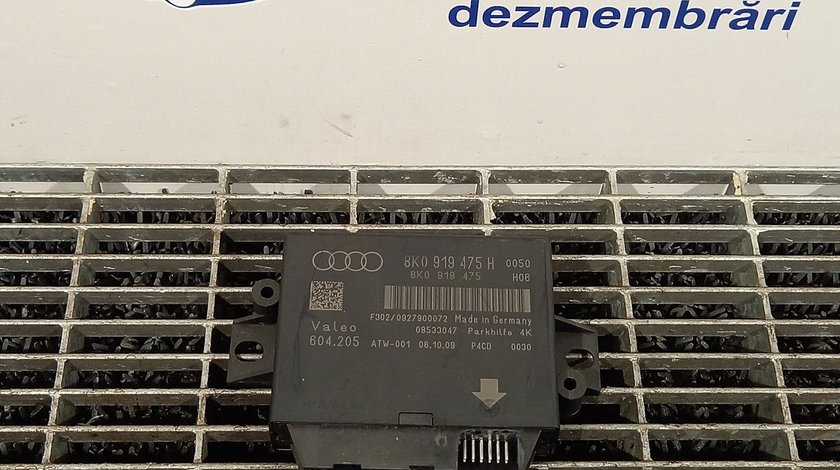 dezmembrări
8K0 919 475 H 0050
8K0 919 475 H06
F302/0927900072 Made in Germany
Valeo 08533047 Parkhilfe 4K
604.205 ATW-001 06.10.09 P4CD 0030